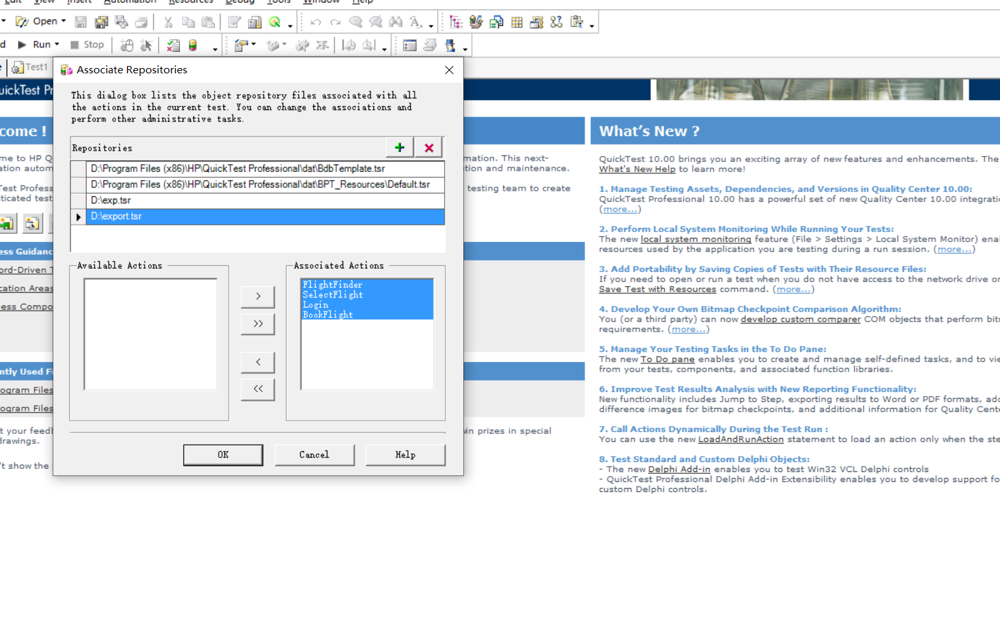 Edit View Insert Automation Resources Debug Tools Window Help
Open
Run Stop
Test1
Associate Repositories
This dialog box lists the object repository files associated with all
the actions in the current test. You can change the associations and
perform other administrative tasks.
Repositories
D:\Program Files (x86)\HP\QuickTest Professional\dat\BdbTemplate.tsr
D:\Program Files (x86)\HP\QuickTest Professional\dat\BPT_Resources\Default.tsr
D:\exp.tsr
D:\export.tsr
Available Actions
Associated Actions
FlightFinder
SelectFlight
Login
BookFlight
>
>>
<
<<
OK Cancel Help
uickTest Pr
come !
me to HP Q
mation. This next-
ation autom
tion and maintenance.
Test Profes
testing team to create
sticated test
ess Guidanc
ord-Driven T
cation Areas
ess Compo
ntly Used Fi
ogram Files
ogram Files
t your feedb
in prizes in special
drawings.
't show the
What's New ?
QuickTest 10.00 brings you an exciting array of new features and enhancements. The
What's New Help to learn more!
1. Manage Testing Assets, Dependencies, and Versions in Quality Center 10.00:
QuickTest Professional 10.00 has a powerful set of new Quality Center 10.00 integratio
(more...)
2. Perform Local System Monitoring While Running Your Tests:
The new local system monitoring feature (File > Settings > Local System Monitor) enal
resources used by the application you are testing during a run session. (more...)
3. Add Portability by Saving Copies of Tests with Their Resource Files:
If you need to open or run a test when you do not have access to the network drive or
Save Test with Resources command. (more...)
4. Develop Your Own Bitmap Checkpoint Comparison Algorithm:
You (or a third party) can now develop custom comparer COM objects that perform bitm
requirements. (more...)
5. Manage Your Testing Tasks in the To Do Pane:
The new To Do pane enables you to create and manage self-defined tasks, and to vie
from your tests, components, and associated function libraries.
6. Improve Test Results Analysis with New Reporting Functionality:
New functionality includes Jump to Step, exporting results to Word or PDF formats, add
difference images for bitmap checkpoints, and additional information for Quality Cente
7. Call Actions Dynamically During the Test Run :
You can use the new LoadAndRunAction statement to load an action only when the ste
8. Test Standard and Custom Delphi Objects:
- The new Delphi Add-in enables you to test Win32 VCL Delphi controls
- QuickTest Professional Delphi Add-in Extensibility enables you to develop support fo
custom Delphi controls.